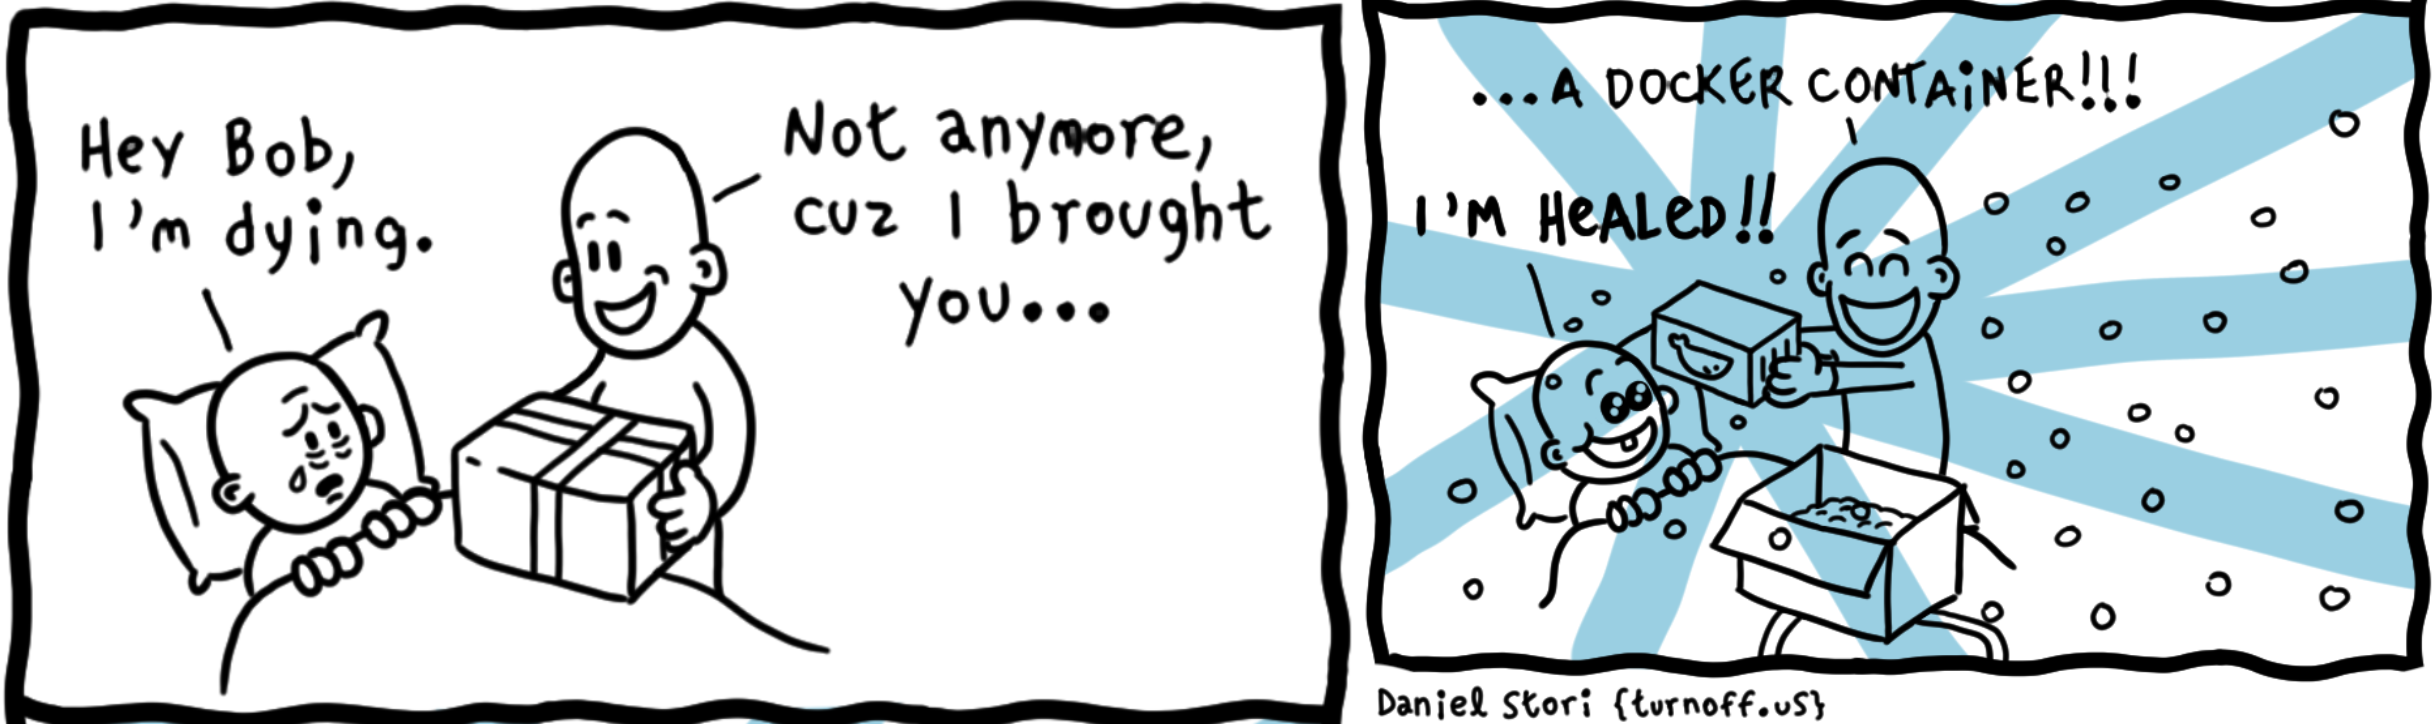 Hey Bob,
I'm dying.
Not anymore,
cuz I brought
you...
...A DOCKER CONTAiNER!!!
I'M HeALeD!!
Daniel Stori {turnoff.us}